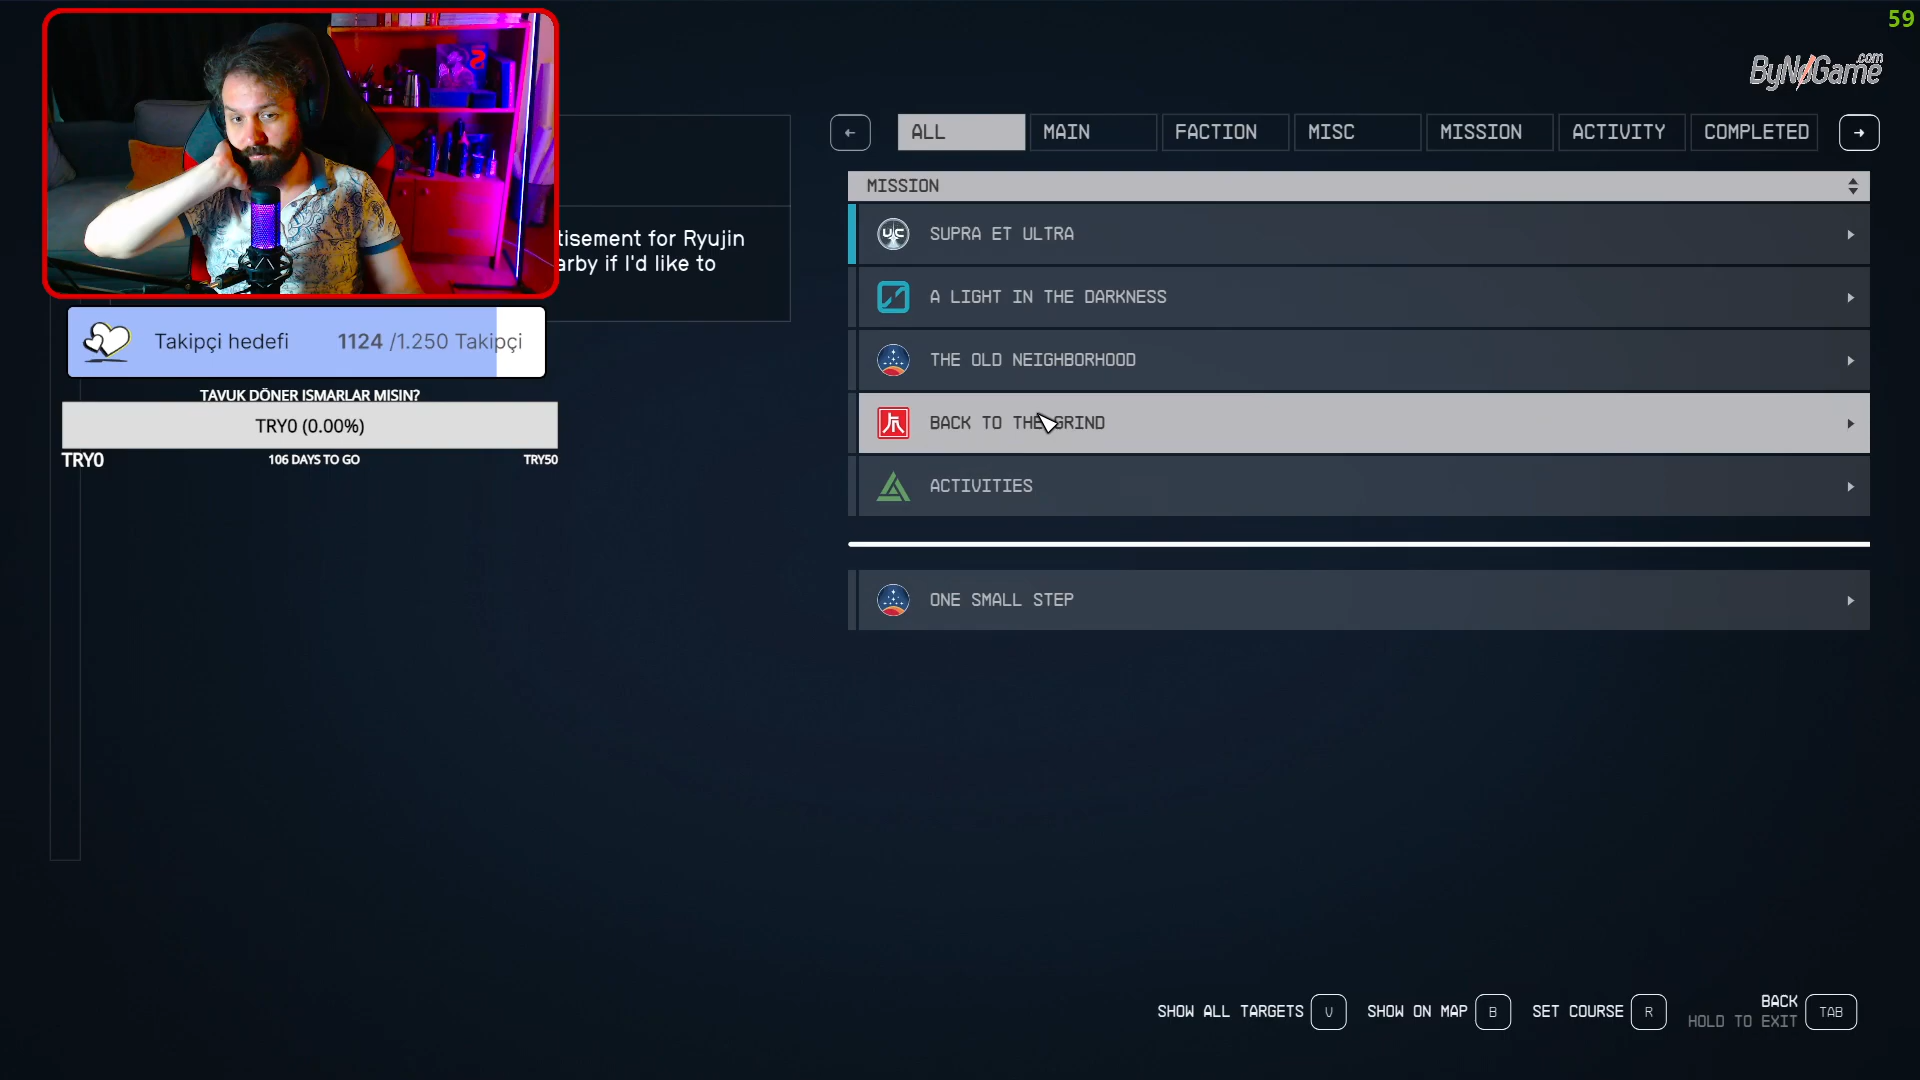 59
ByNoGame.com
ALL
MAIN
FACTION
MISC
MISSION
ACTIVITY
COMPLETED
MISSION
UC
SUPRA ET ULTRA
A LIGHT IN THE DARKNESS
THE OLD NEIGHBORHOOD
BACK TO THE GRIND
ACTIVITIES
ONE SMALL STEP
tisement for Ryujin
arby if I'd like to
Takipçi hedefi 1124 /1.250 Takipçi
TAVUK DÖNER ISMARLAR MISIN?
TRY0 (0.00%)
TRY0 106 DAYS TO GO TRY50
SHOW ALL TARGETS V SHOW ON MAP B SET COURSE R BACK TAB
HOLD TO EXIT